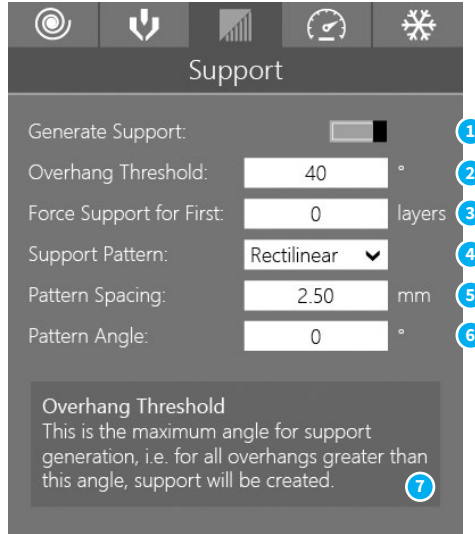 Support
Generate Support: 1
Overhang Threshold: 40 ° 2
Force Support for First: 0 layers 3
Support Pattern: Rectilinear 4
Pattern Spacing: 2.50 mm 5
Pattern Angle: 0 ° 6
Overhang Threshold
This is the maximum angle for support
generation, i.e. for all overhangs greater than
this angle, support will be created. 7